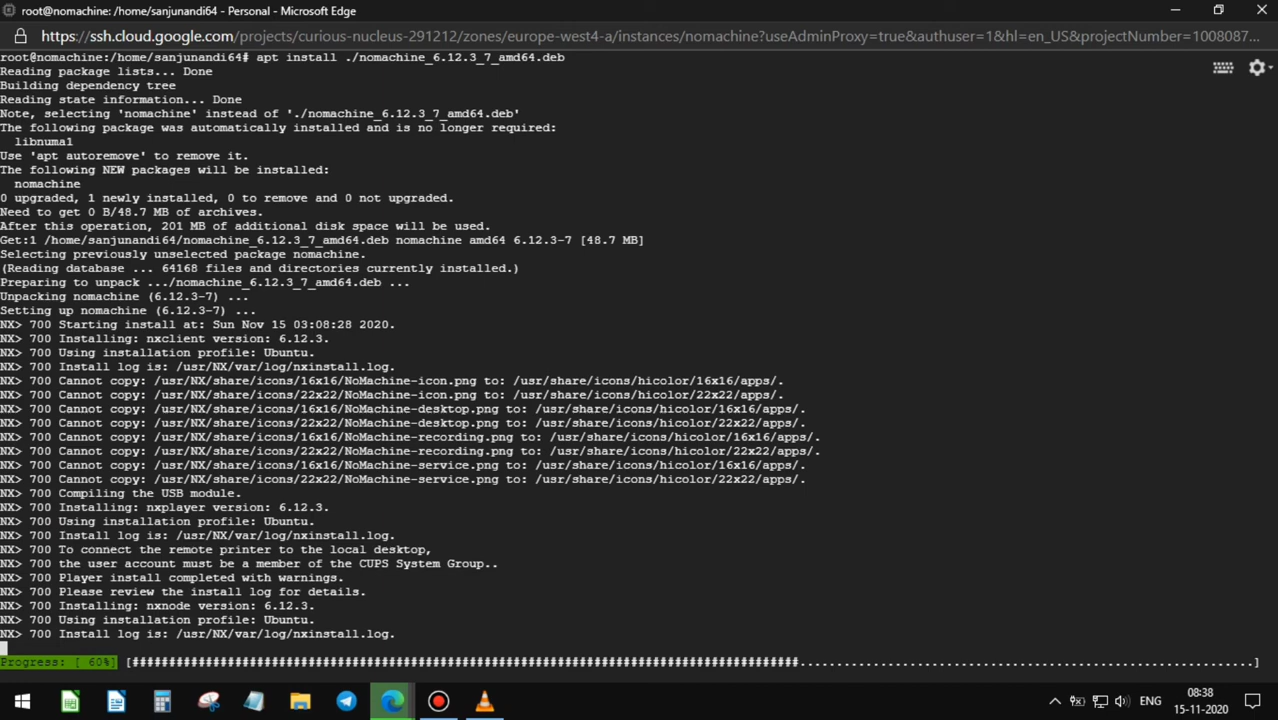 root@nomachine: /home/sanjunandi64 - Personal - Microsoft Edge
https://ssh.cloud.google.com/projects/curious-nucleus-291212/zones/europe-west4-a/instances/nomachine?useAdminProxy=true&authuser=1&hl=en_US&projectNumber=1008087...
root@nomachine:/home/sanjunandi64# apt install ./nomachine_6.12.3_7_amd64.deb
Reading package lists... Done
Building dependency tree
Reading state information... Done
Note, selecting 'nomachine' instead of './nomachine_6.12.3_7_amd64.deb'
The following package was automatically installed and is no longer required:
  libnuma1
Use 'apt autoremove' to remove it.
The following NEW packages will be installed:
  nomachine
0 upgraded, 1 newly installed, 0 to remove and 0 not upgraded.
Need to get 0 B/48.7 MB of archives.
After this operation, 201 MB of additional disk space will be used.
Get:1 /home/sanjunandi64/nomachine_6.12.3_7_amd64.deb nomachine amd64 6.12.3-7 [48.7 MB]
Selecting previously unselected package nomachine.
(Reading database ... 64168 files and directories currently installed.)
Preparing to unpack .../nomachine_6.12.3_7_amd64.deb ...
Unpacking nomachine (6.12.3-7) ...
Setting up nomachine (6.12.3-7) ...
NX> 700 Starting install at: Sun Nov 15 03:08:28 2020.
NX> 700 Installing: nxclient version: 6.12.3.
NX> 700 Using installation profile: Ubuntu.
NX> 700 Install log is: /usr/NX/var/log/nxinstall.log.
NX> 700 Cannot copy: /usr/NX/share/icons/16x16/NoMachine-icon.png to: /usr/share/icons/hicolor/16x16/apps/.
NX> 700 Cannot copy: /usr/NX/share/icons/22x22/NoMachine-icon.png to: /usr/share/icons/hicolor/22x22/apps/.
NX> 700 Cannot copy: /usr/NX/share/icons/16x16/NoMachine-desktop.png to: /usr/share/icons/hicolor/16x16/apps/.
NX> 700 Cannot copy: /usr/NX/share/icons/22x22/NoMachine-desktop.png to: /usr/share/icons/hicolor/22x22/apps/.
NX> 700 Cannot copy: /usr/NX/share/icons/16x16/NoMachine-recording.png to: /usr/share/icons/hicolor/16x16/apps/.
NX> 700 Cannot copy: /usr/NX/share/icons/22x22/NoMachine-recording.png to: /usr/share/icons/hicolor/22x22/apps/.
NX> 700 Cannot copy: /usr/NX/share/icons/16x16/NoMachine-service.png to: /usr/share/icons/hicolor/16x16/apps/.
NX> 700 Cannot copy: /usr/NX/share/icons/22x22/NoMachine-service.png to: /usr/share/icons/hicolor/22x22/apps/.
NX> 700 Compiling the USB module.
NX> 700 Installing: nxplayer version: 6.12.3.
NX> 700 Using installation profile: Ubuntu.
NX> 700 Install log is: /usr/NX/var/log/nxinstall.log.
NX> 700 To connect the remote printer to the local desktop,
NX> 700 the user account must be a member of the CUPS System Group..
NX> 700 Player install completed with warnings.
NX> 700 Please review the install log for details.
NX> 700 Installing: nxnode version: 6.12.3.
NX> 700 Using installation profile: Ubuntu.
NX> 700 Install log is: /usr/NX/var/log/nxinstall.log.
Progress: [ 60%] [###########################################################################################..............................................................]
ENG
08:38
15-11-2020